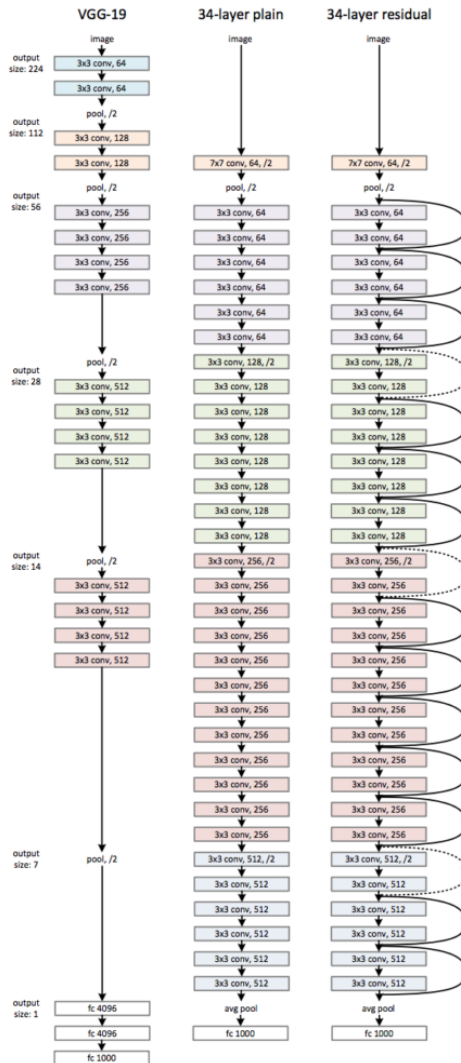 output
size: 224
output
size: 112
output
size: 56
output
size: 28
output
size: 14
output
size: 7
output
size: 1
VGG-19
image
3x3 conv, 64
3x3 conv, 64
pool, /2
3x3 conv, 128
3x3 conv, 128
pool, /2
3x3 conv, 256
3x3 conv, 256
3x3 conv, 256
3x3 conv, 256
pool, /2
3x3 conv, 512
3x3 conv, 512
3x3 conv, 512
3x3 conv, 512
pool, /2
3x3 conv, 512
3x3 conv, 512
3x3 conv, 512
3x3 conv, 512
pool, /2
fc 4096
fc 4096
fc 1000
34-layer plain
image
7x7 conv, 64, /2
pool, /2
3x3 conv, 64
3x3 conv, 64
3x3 conv, 64
3x3 conv, 64
3x3 conv, 64
3x3 conv, 64
3x3 conv, 128, /2
3x3 conv, 128
3x3 conv, 128
3x3 conv, 128
3x3 conv, 128
3x3 conv, 128
3x3 conv, 128
3x3 conv, 128
3x3 conv, 256, /2
3x3 conv, 256
3x3 conv, 256
3x3 conv, 256
3x3 conv, 256
3x3 conv, 256
3x3 conv, 256
3x3 conv, 256
3x3 conv, 256
3x3 conv, 256
3x3 conv, 256
3x3 conv, 256
3x3 conv, 512, /2
3x3 conv, 512
3x3 conv, 512
3x3 conv, 512
3x3 conv, 512
3x3 conv, 512
avg pool
fc 1000
34-layer residual
image
7x7 conv, 64, /2
pool, /2
3x3 conv, 64
3x3 conv, 64
3x3 conv, 64
3x3 conv, 64
3x3 conv, 64
3x3 conv, 64
3x3 conv, 128, /2
3x3 conv, 128
3x3 conv, 128
3x3 conv, 128
3x3 conv, 128
3x3 conv, 128
3x3 conv, 128
3x3 conv, 128
3x3 conv, 256, /2
3x3 conv, 256
3x3 conv, 256
3x3 conv, 256
3x3 conv, 256
3x3 conv, 256
3x3 conv, 256
3x3 conv, 256
3x3 conv, 256
3x3 conv, 256
3x3 conv, 256
3x3 conv, 256
3x3 conv, 512, /2
3x3 conv, 512
3x3 conv, 512
3x3 conv, 512
3x3 conv, 512
3x3 conv, 512
avg pool
fc 1000